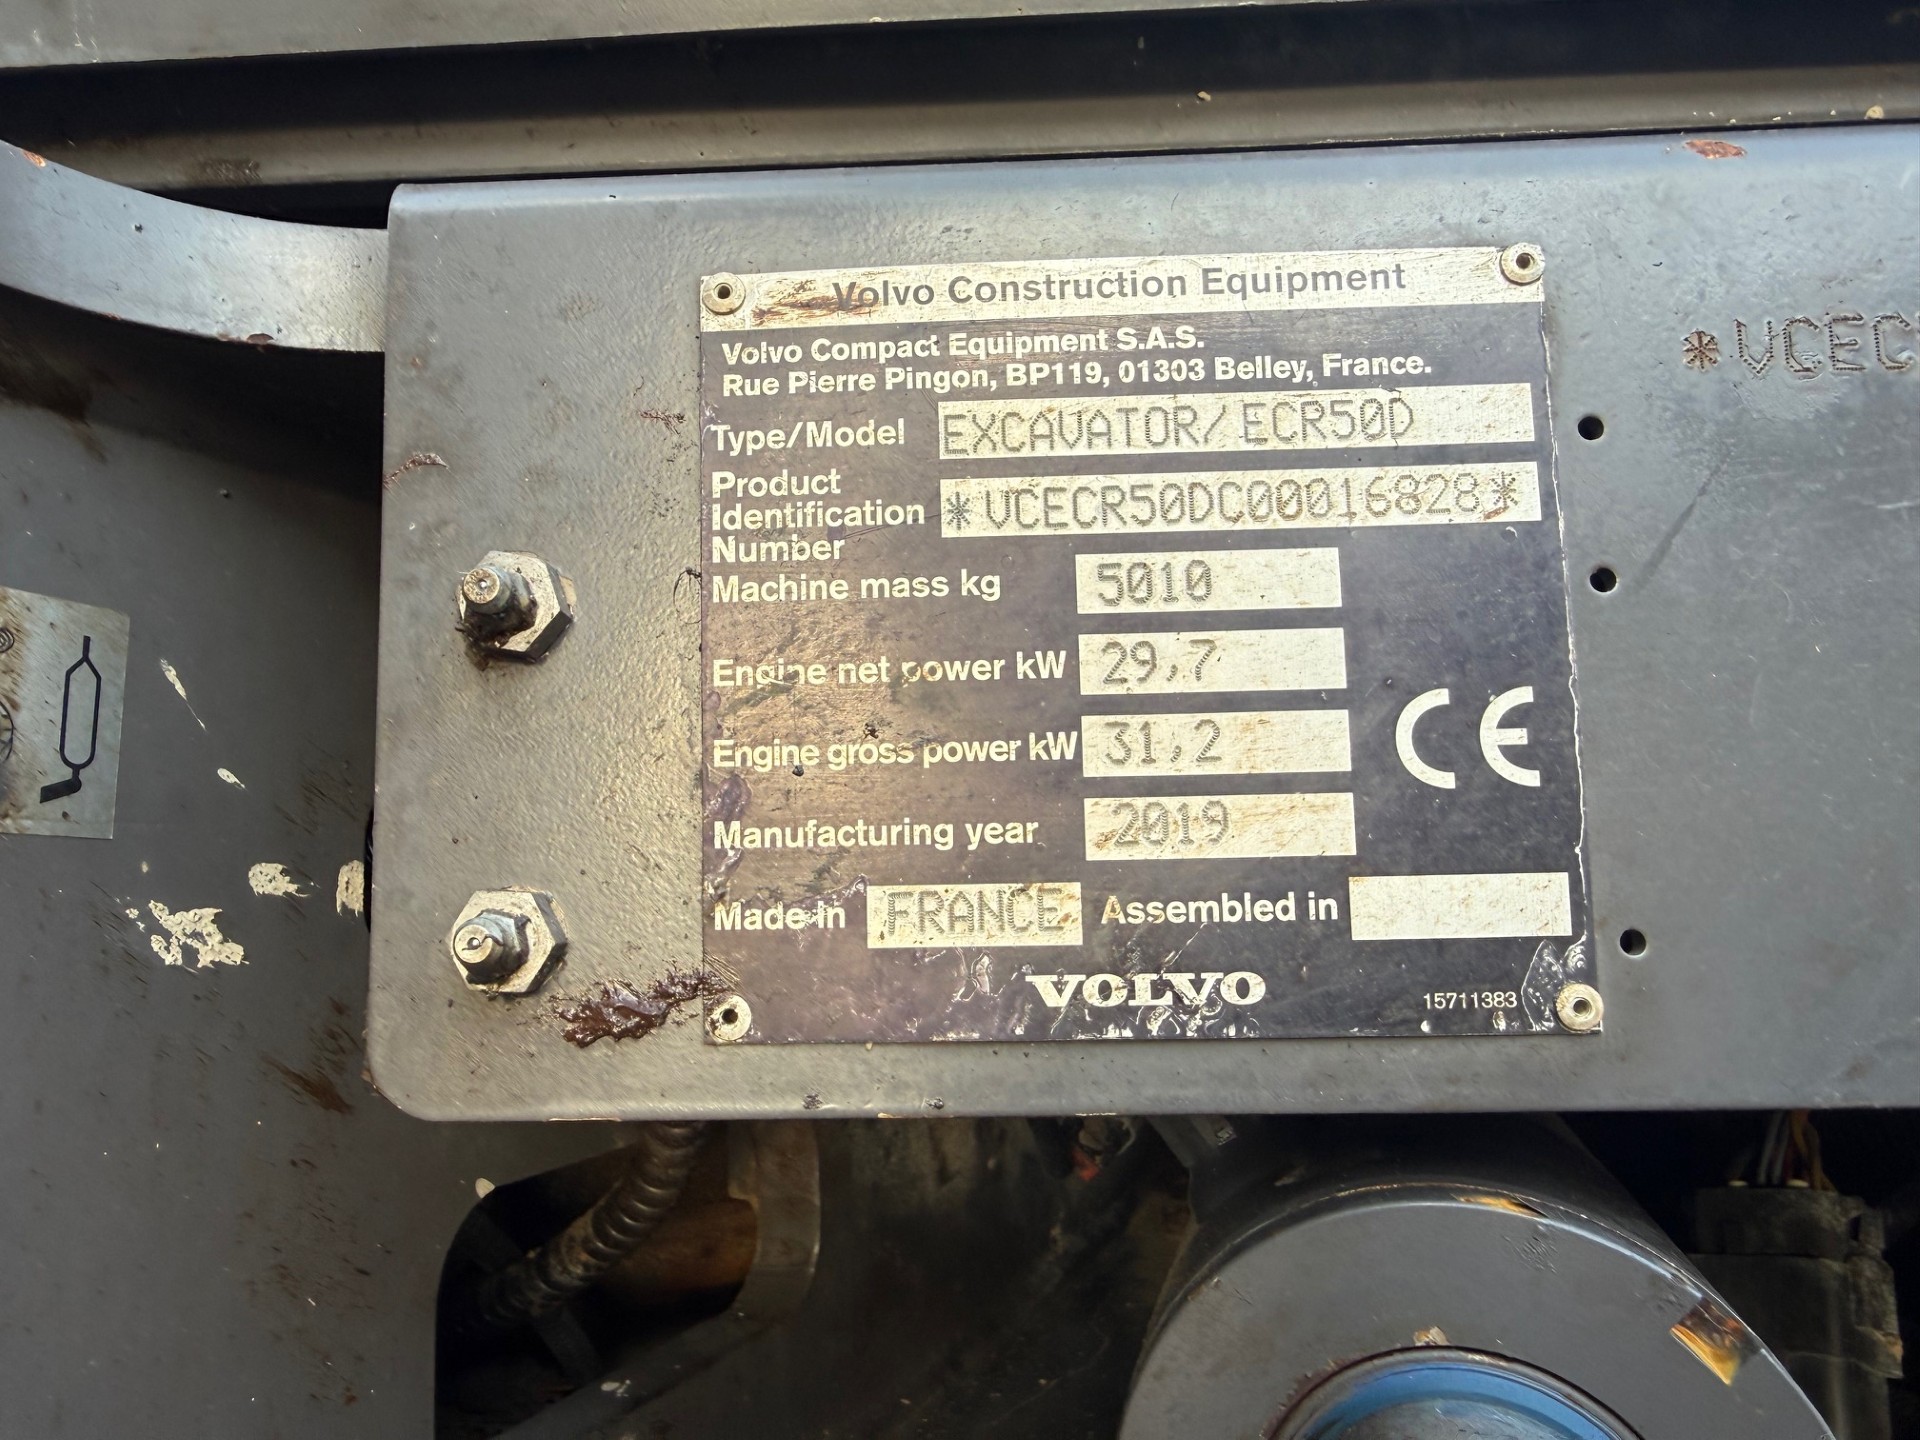 Volvo Construction Equipment
Volvo Compact Equipment S.A.S.
Rue Pierre Pingon, BP119, 01303 Belley, France.
Type/Model EXCAVATOR/ ECR50D
Product
Identification
Number *VCECR50DC00016828*
Machine mass kg 5010
Engine net power kW 29,7
Engine gross power kW 31,2
CE
Manufacturing year 2019
Made in FRANCE Assembled in
VOLVO 15711383
*VCEC